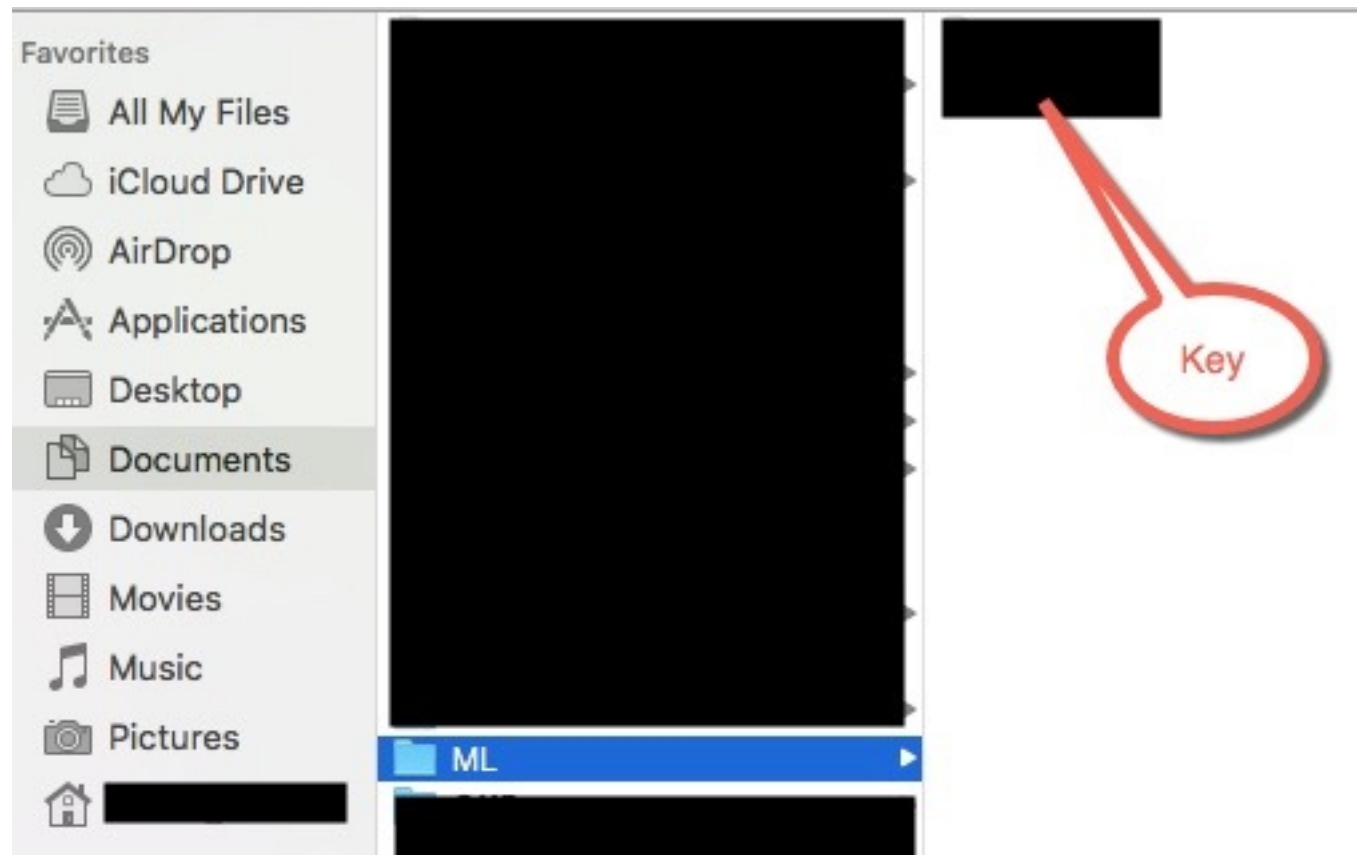 Favorites
All My Files
iCloud Drive
AirDrop
Applications
Desktop
Documents
Downloads
Movies
Music
Pictures
ML
Key